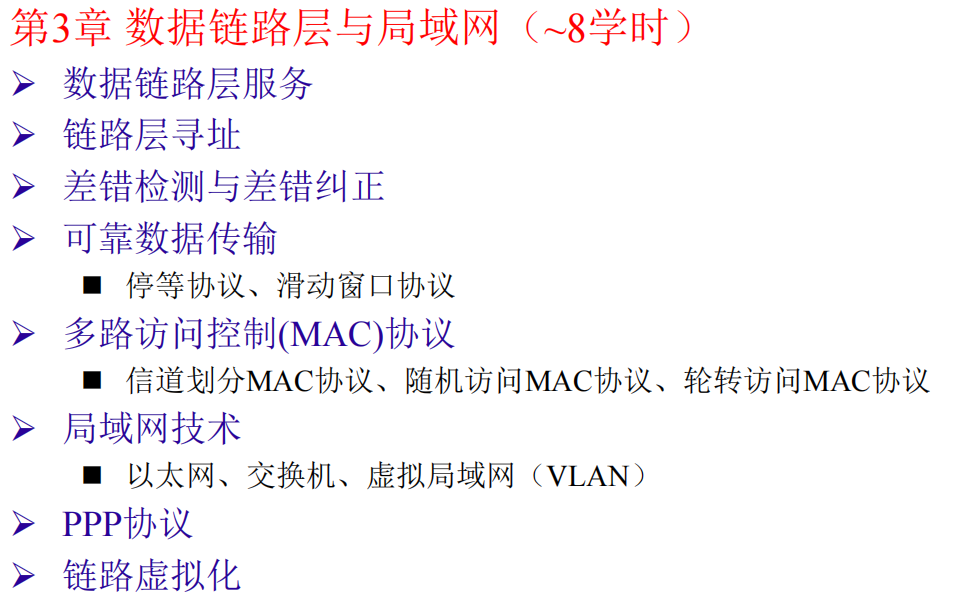 第3章 数据链路层与局域网（~8学时）
数据链路层服务
链路层寻址
差错检测与差错纠正
可靠数据传输
停等协议、滑动窗口协议
多路访问控制(MAC)协议
信道划分MAC协议、随机访问MAC协议、轮转访问MAC协议
局域网技术
以太网、交换机、虚拟局域网（VLAN）
PPP协议
链路虚拟化